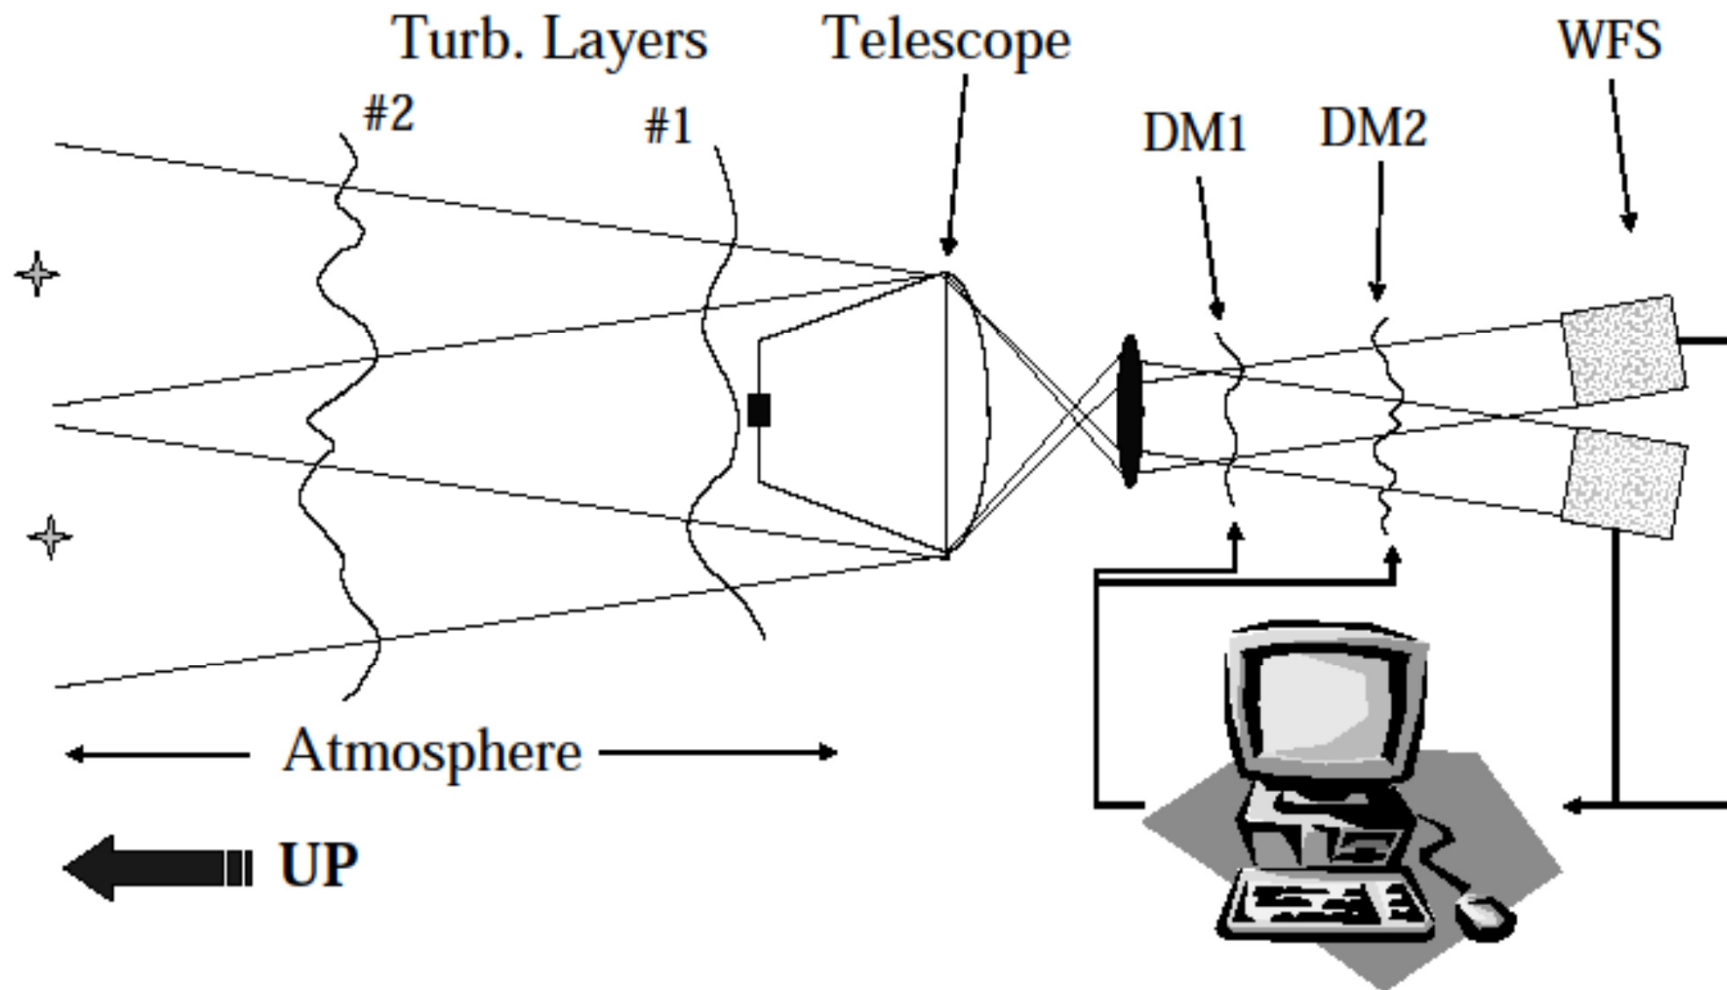 Turb. Layers
Telescope
WFS
#2
#1
DM1
DM2
Atmosphere
UP